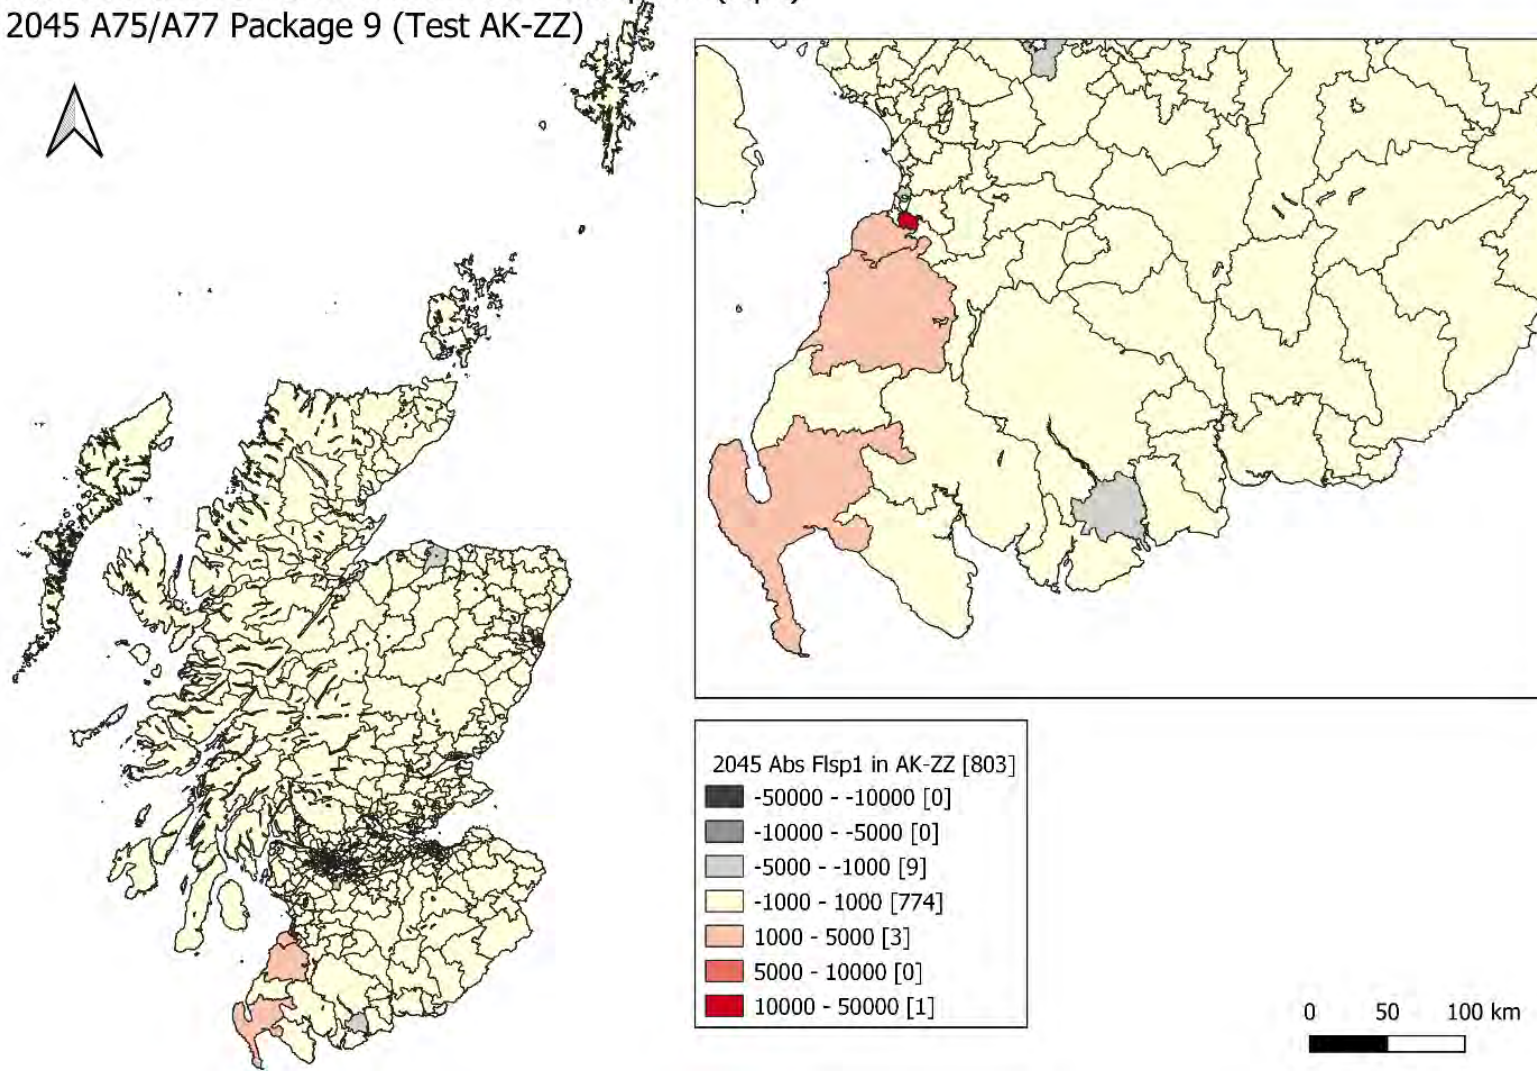 2045 A75/A77 Package 9 (Test AK-ZZ)
2045 Abs Flsp1 in AK-ZZ [803]
-50000 - -10000 [0]
-10000 - -5000 [0]
-5000 - -1000 [9]
-1000 - 1000 [774]
1000 - 5000 [3]
5000 - 10000 [0]
10000 - 50000 [1]
0 50 100 km